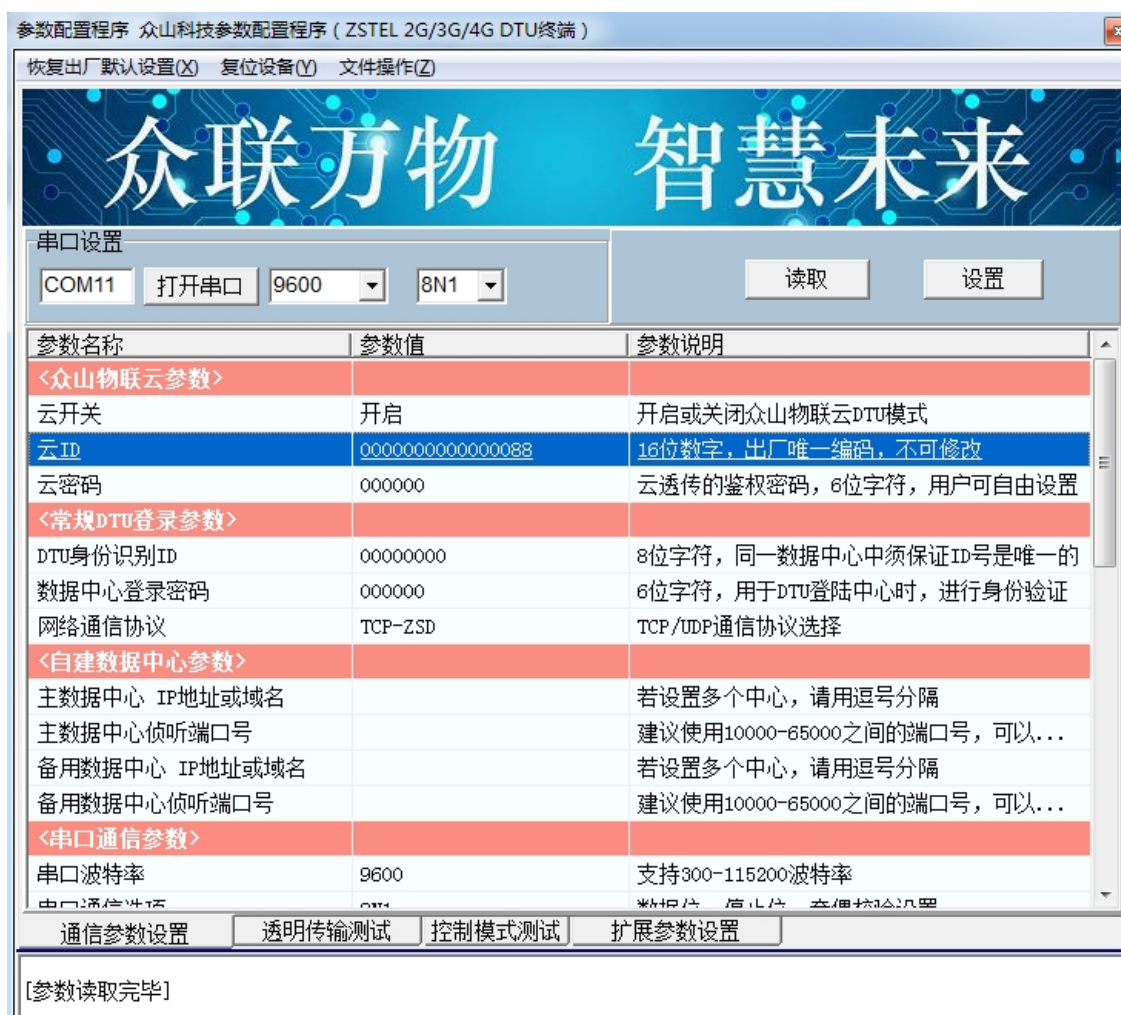 参数配置程序 众山科技参数配置程序 ( ZSTEL 2G/3G/4G DTU终端 )
恢复出厂默认设置(X) 复位设备(Y) 文件操作(Z)
众联万物 智慧未来
串口设置
COM11 打开串口 9600 8N1 读取 设置
参数名称 参数值 参数说明
<众山物联云参数>
云开关 开启 开启或关闭众山物联云DTU模式
云ID 0000000000000088 16位数字，出厂唯一编码，不可修改
云密码 000000 云透传的鉴权密码，6位字符，用户可自由设置
<常规DTU登录参数>
DTU身份识别ID 00000000 8位字符，同一数据中心中须保证ID号是唯一的
数据中心登录密码 000000 6位字符，用于DTU登陆中心时，进行身份验证
网络通信协议 TCP-ZSD TCP/UDP通信协议选择
<自建数据中心参数>
主数据中心 IP地址或域名 若设置多个中心，请用逗号分隔
主数据中心侦听端口号 建议使用10000-65000之间的端口号，可以...
备用数据中心 IP地址或域名 若设置多个中心，请用逗号分隔
备用数据中心侦听端口号 建议使用10000-65000之间的端口号，可以...
<串口通信参数>
串口波特率 9600 支持300-115200波特率
串口通信选项 8N1 数据位、停止位、奇偶校验设置
通信参数设置 透明传输测试 控制模式测试 扩展参数设置
[参数读取完毕]